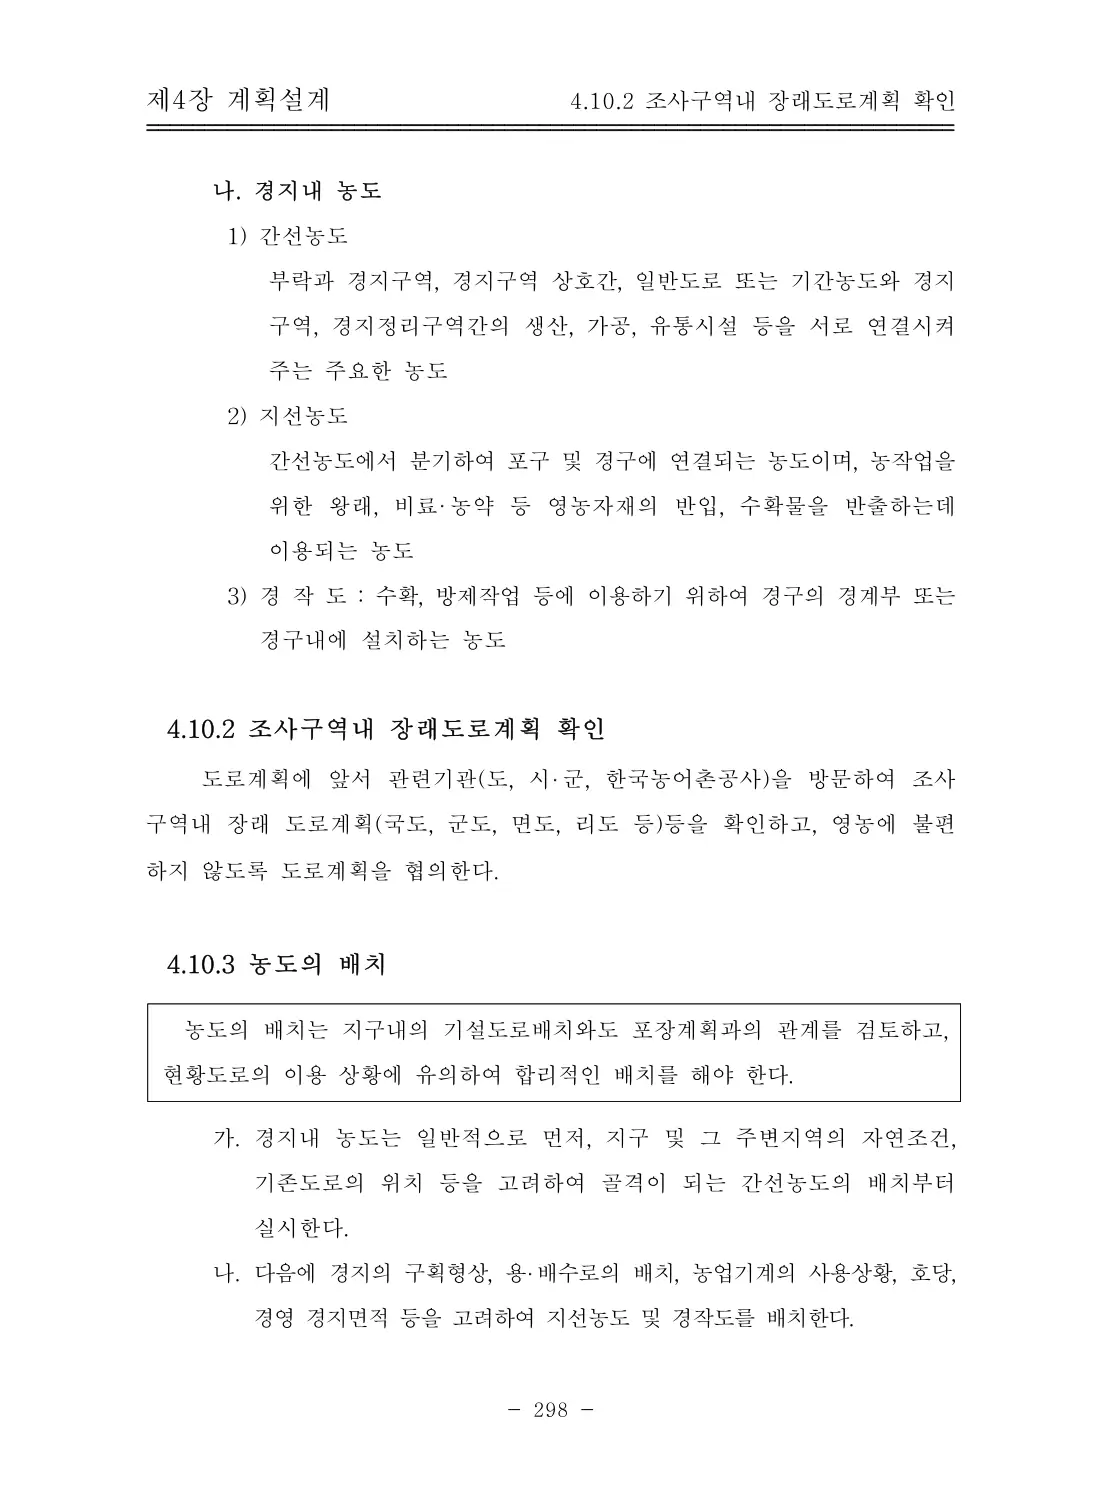 제4장 계획설계
4.10.2 조사구역내 장래도로계획 확인
나. 경지내 농도
1) 간선농도
부락과 경지구역, 경지구역 상호간, 일반도로 또는 기간농도와 경지
구역, 경지정리구역간의 생산, 가공, 유통시설 등을 서로 연결시켜
주는 주요한 농도
2) 지선농도
간선농도에서 분기하여 포구 및 경구에 연결되는 농도이며, 농작업을
위한 왕래, 비료·농약 등 영농자재의 반입, 수확물을 반출하는데
이용되는 농도
3) 경 작 도 : 수확, 방제작업 등에 이용하기 위하여 경구의 경계부 또는
경구내에 설치하는 농도
4.10.2 조사구역내 장래도로계획 확인
도로계획에 앞서 관련기관(도, 시·군, 한국농어촌공사)을 방문하여 조사
구역내 장래 도로계획(국도, 군도, 면도, 리도 등)등을 확인하고, 영농에 불편
하지 않도록 도로계획을 협의한다.
4.10.3 농도의 배치
농도의 배치는 지구내의 기설도로배치와도 포장계획과의 관계를 검토하고,
현황도로의 이용 상황에 유의하여 합리적인 배치를 해야 한다.
가. 경지내 농도는 일반적으로 먼저, 지구 및 그 주변지역의 자연조건,
기존도로의 위치 등을 고려하여 골격이 되는 간선농도의 배치부터
실시한다.
나. 다음에 경지의 구획형상, 용·배수로의 배치, 농업기계의 사용상황, 호당,
경영 경지면적 등을 고려하여 지선농도 및 경작도를 배치한다.
- 298 -